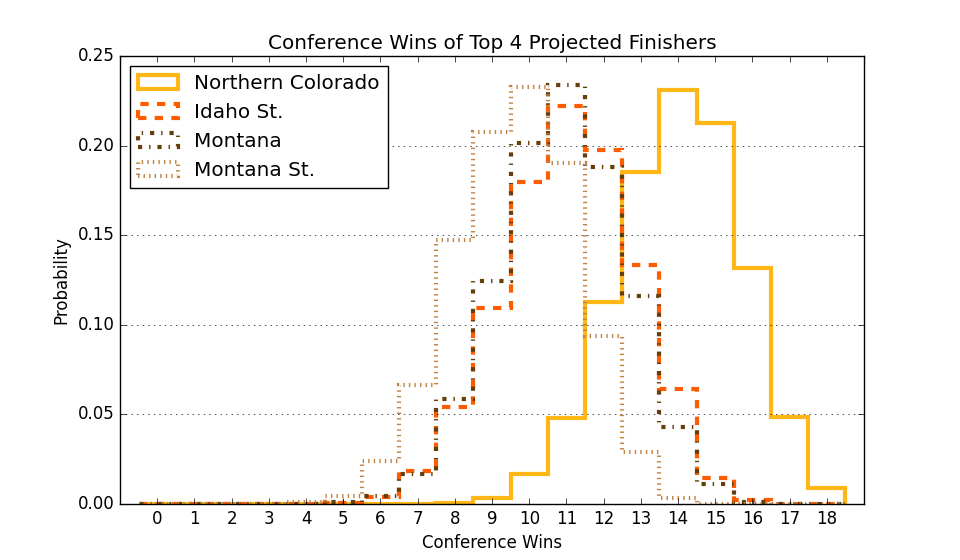 Conference Wins of Top 4 Projected Finishers
0.25
0.20
0.15
0.10
0.05
0.00
Probability
Northern Colorado
Idaho St.
Montana
Montana St.
0 1 2 3 4 5 6 7 8 9 10 11 12 13 14 15 16 17 18
Conference Wins